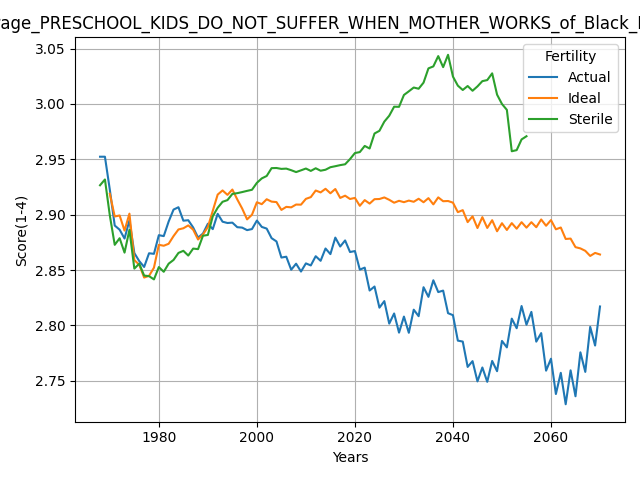 rage_PRESCHOOL_KIDS_DO_NOT_SUFFER_WHEN_MOTHER_WORKS_of_Black_
Fertility
Actual
Ideal
Sterile
Score(1-4)
3.05
3.00
2.95
2.90
2.85
2.80
2.75
1980 2000 2020 2040 2060
Years